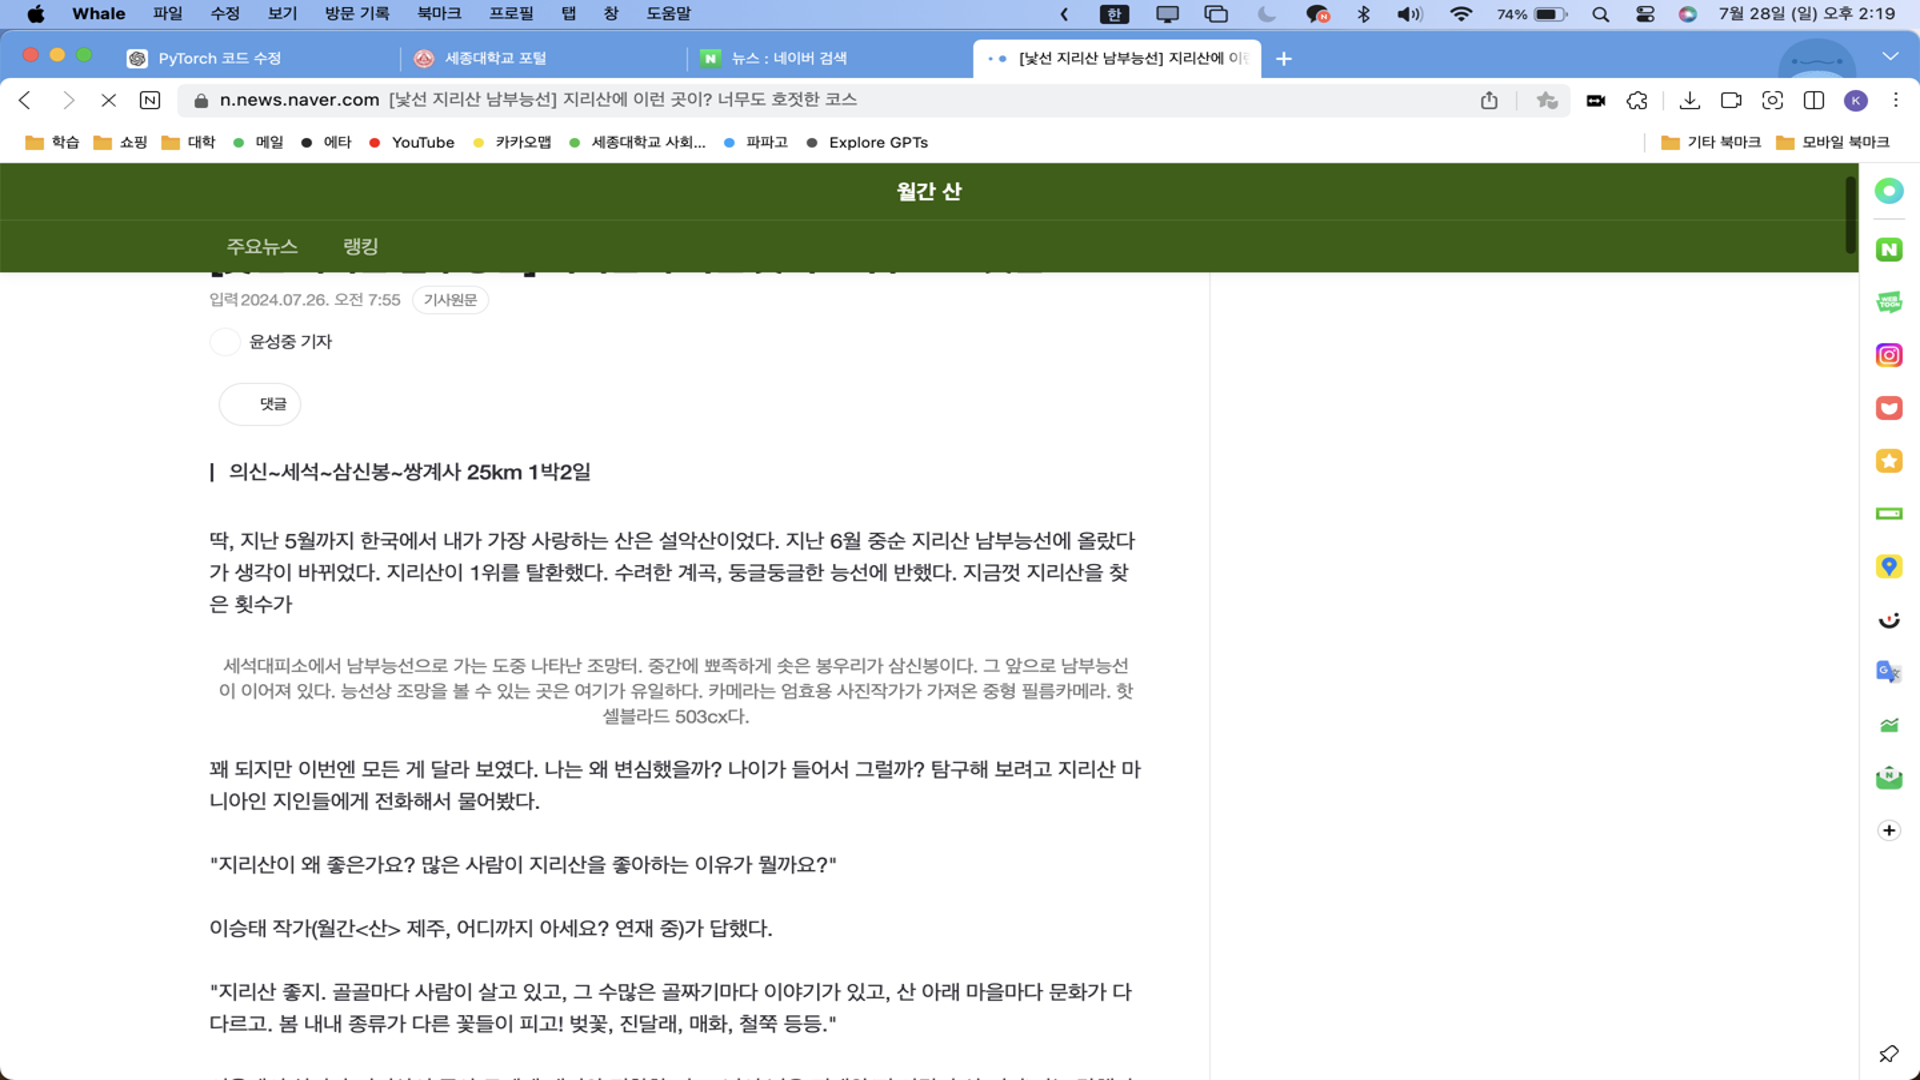 Whale 파일 수정 보기 방문 기록 북마크 프로필 탭 창 도움말 한 N 74% 7월 28일 (일) 오후 2:19
PyTorch 코드 수정 세종대학교 포털 N 뉴스 : 네이버 검색 [낯선 지리산 남부능선] 지리산에 이런
N n.news.naver.com [낯선 지리산 남부능선] 지리산에 이런 곳이? 너무도 호젓한 코스 K
학습 쇼핑 대학 메일 에타 YouTube 카카오맵 세종대학교 사회... 파파고 Explore GPTs 기타 북마크 모바일 북마크
월간 산
주요뉴스 랭킹
입력 2024.07.26. 오전 7:55 기사원문
윤성중 기자
댓글
의신~세석~삼신봉~쌍계사 25km 1박2일
딱, 지난 5월까지 한국에서 내가 가장 사랑하는 산은 설악산이었다. 지난 6월 중순 지리산 남부능선에 올랐다
가 생각이 바뀌었다. 지리산이 1위를 탈환했다. 수려한 계곡, 둥글둥글한 능선에 반했다. 지금껏 지리산을 찾
은 횟수가
세석대피소에서 남부능선으로 가는 도중 나타난 조망터. 중간에 뾰족하게 솟은 봉우리가 삼신봉이다. 그 앞으로 남부능선
이 이어져 있다. 능선상 조망을 볼 수 있는 곳은 여기가 유일하다. 카메라는 엄효용 사진작가가 가져온 중형 필름카메라. 핫
셀블라드 503cx다.
꽤 되지만 이번엔 모든 게 달라 보였다. 나는 왜 변심했을까? 나이가 들어서 그럴까? 탐구해 보려고 지리산 마
니아인 지인들에게 전화해서 물어봤다.
"지리산이 왜 좋은가요? 많은 사람이 지리산을 좋아하는 이유가 뭘까요?"
이승태 작가(월간<산> 제주, 어디까지 아세요? 연재 중)가 답했다.
"지리산 좋지. 골골마다 사람이 살고 있고, 그 수많은 골짜기마다 이야기가 있고, 산 아래 마을마다 문화가 다
다르고. 봄 내내 종류가 다른 꽃들이 피고! 벚꽃, 진달래, 매화, 철쭉 등등."
N
WEB
TOON
G
N